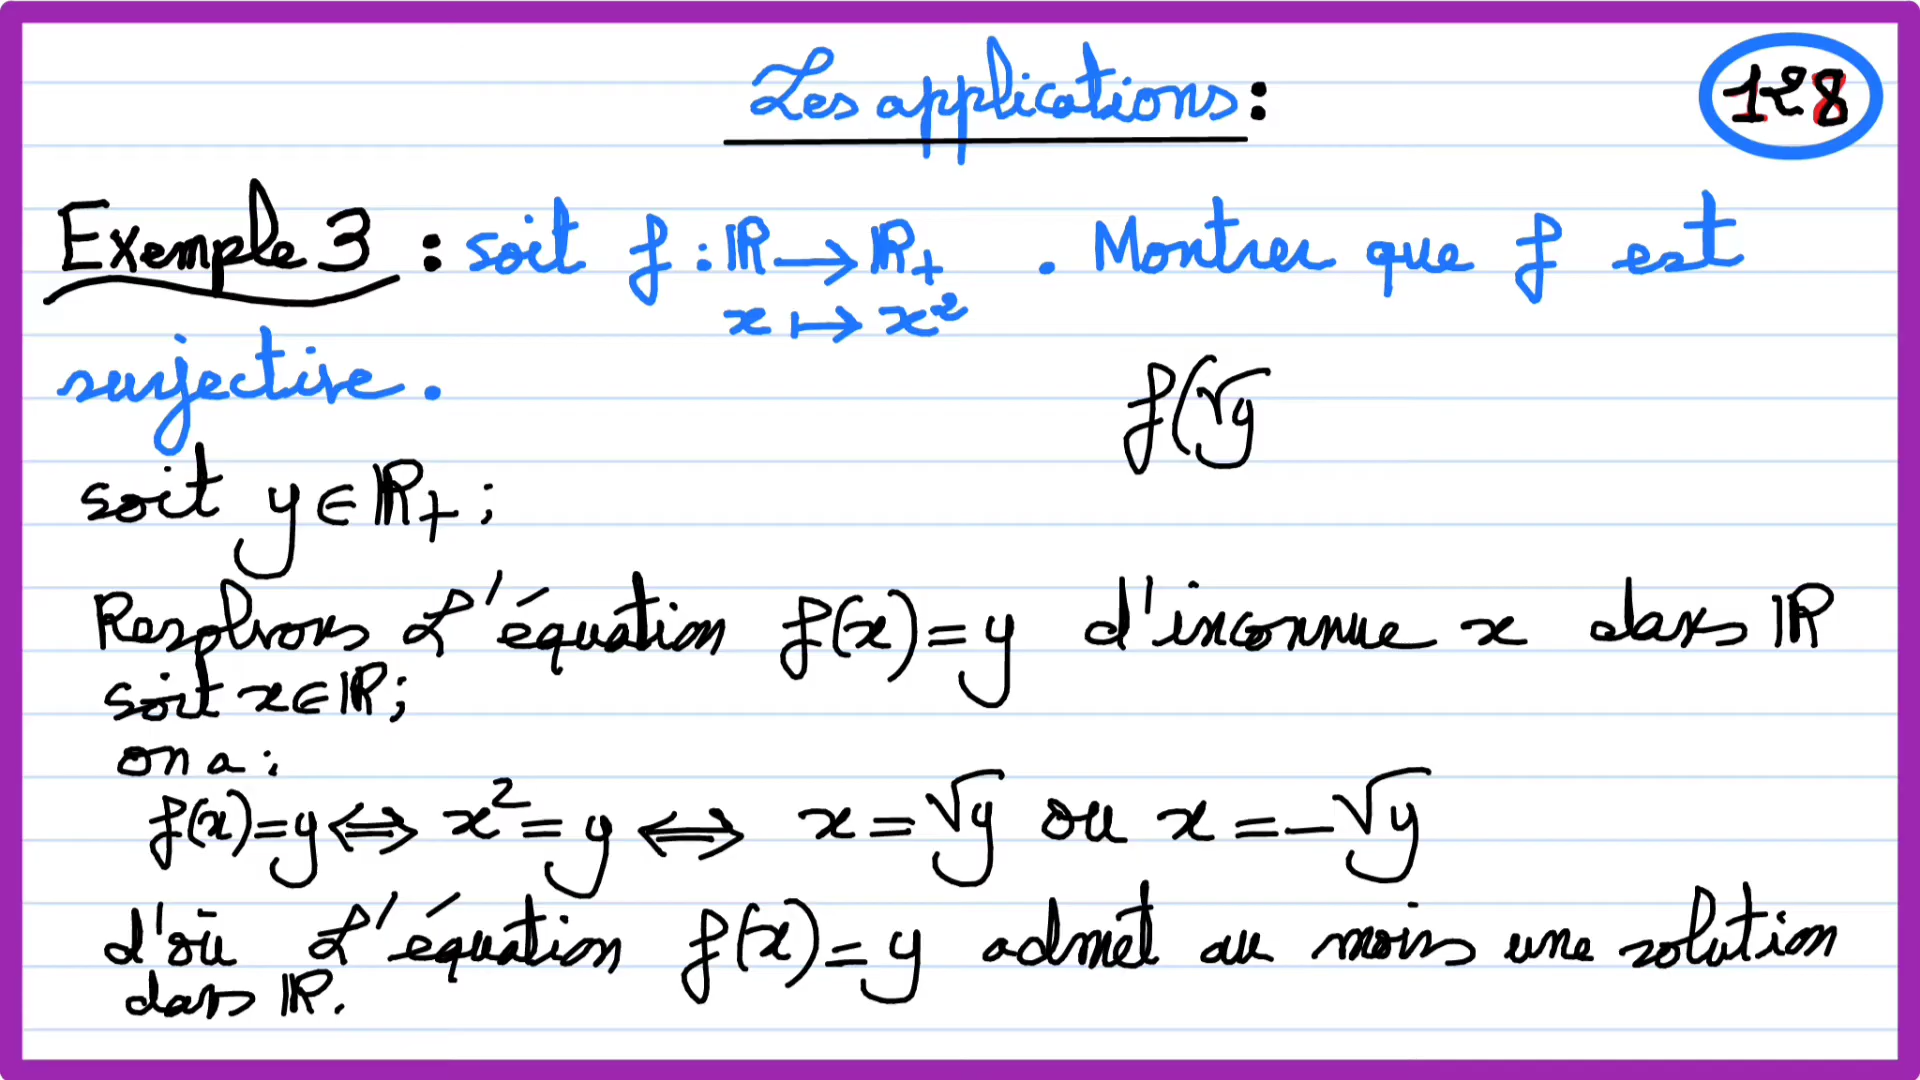 Les applications :
128
Exemple 3 : soit f : ℝ → ℝ₊ . Montrer que f est
x ↦ x²
surjective.
f(√y
soit y ∈ ℝ₊ ;
Resolvons l'équation f(x) = y d'inconnue x dans ℝ
soit x ∈ ℝ ;
on a :
f(x) = y ⟺ x² = y ⟺ x = √y ou x = -√y
d'où l'équation f(x) = y admet au moins une solution
dans ℝ.